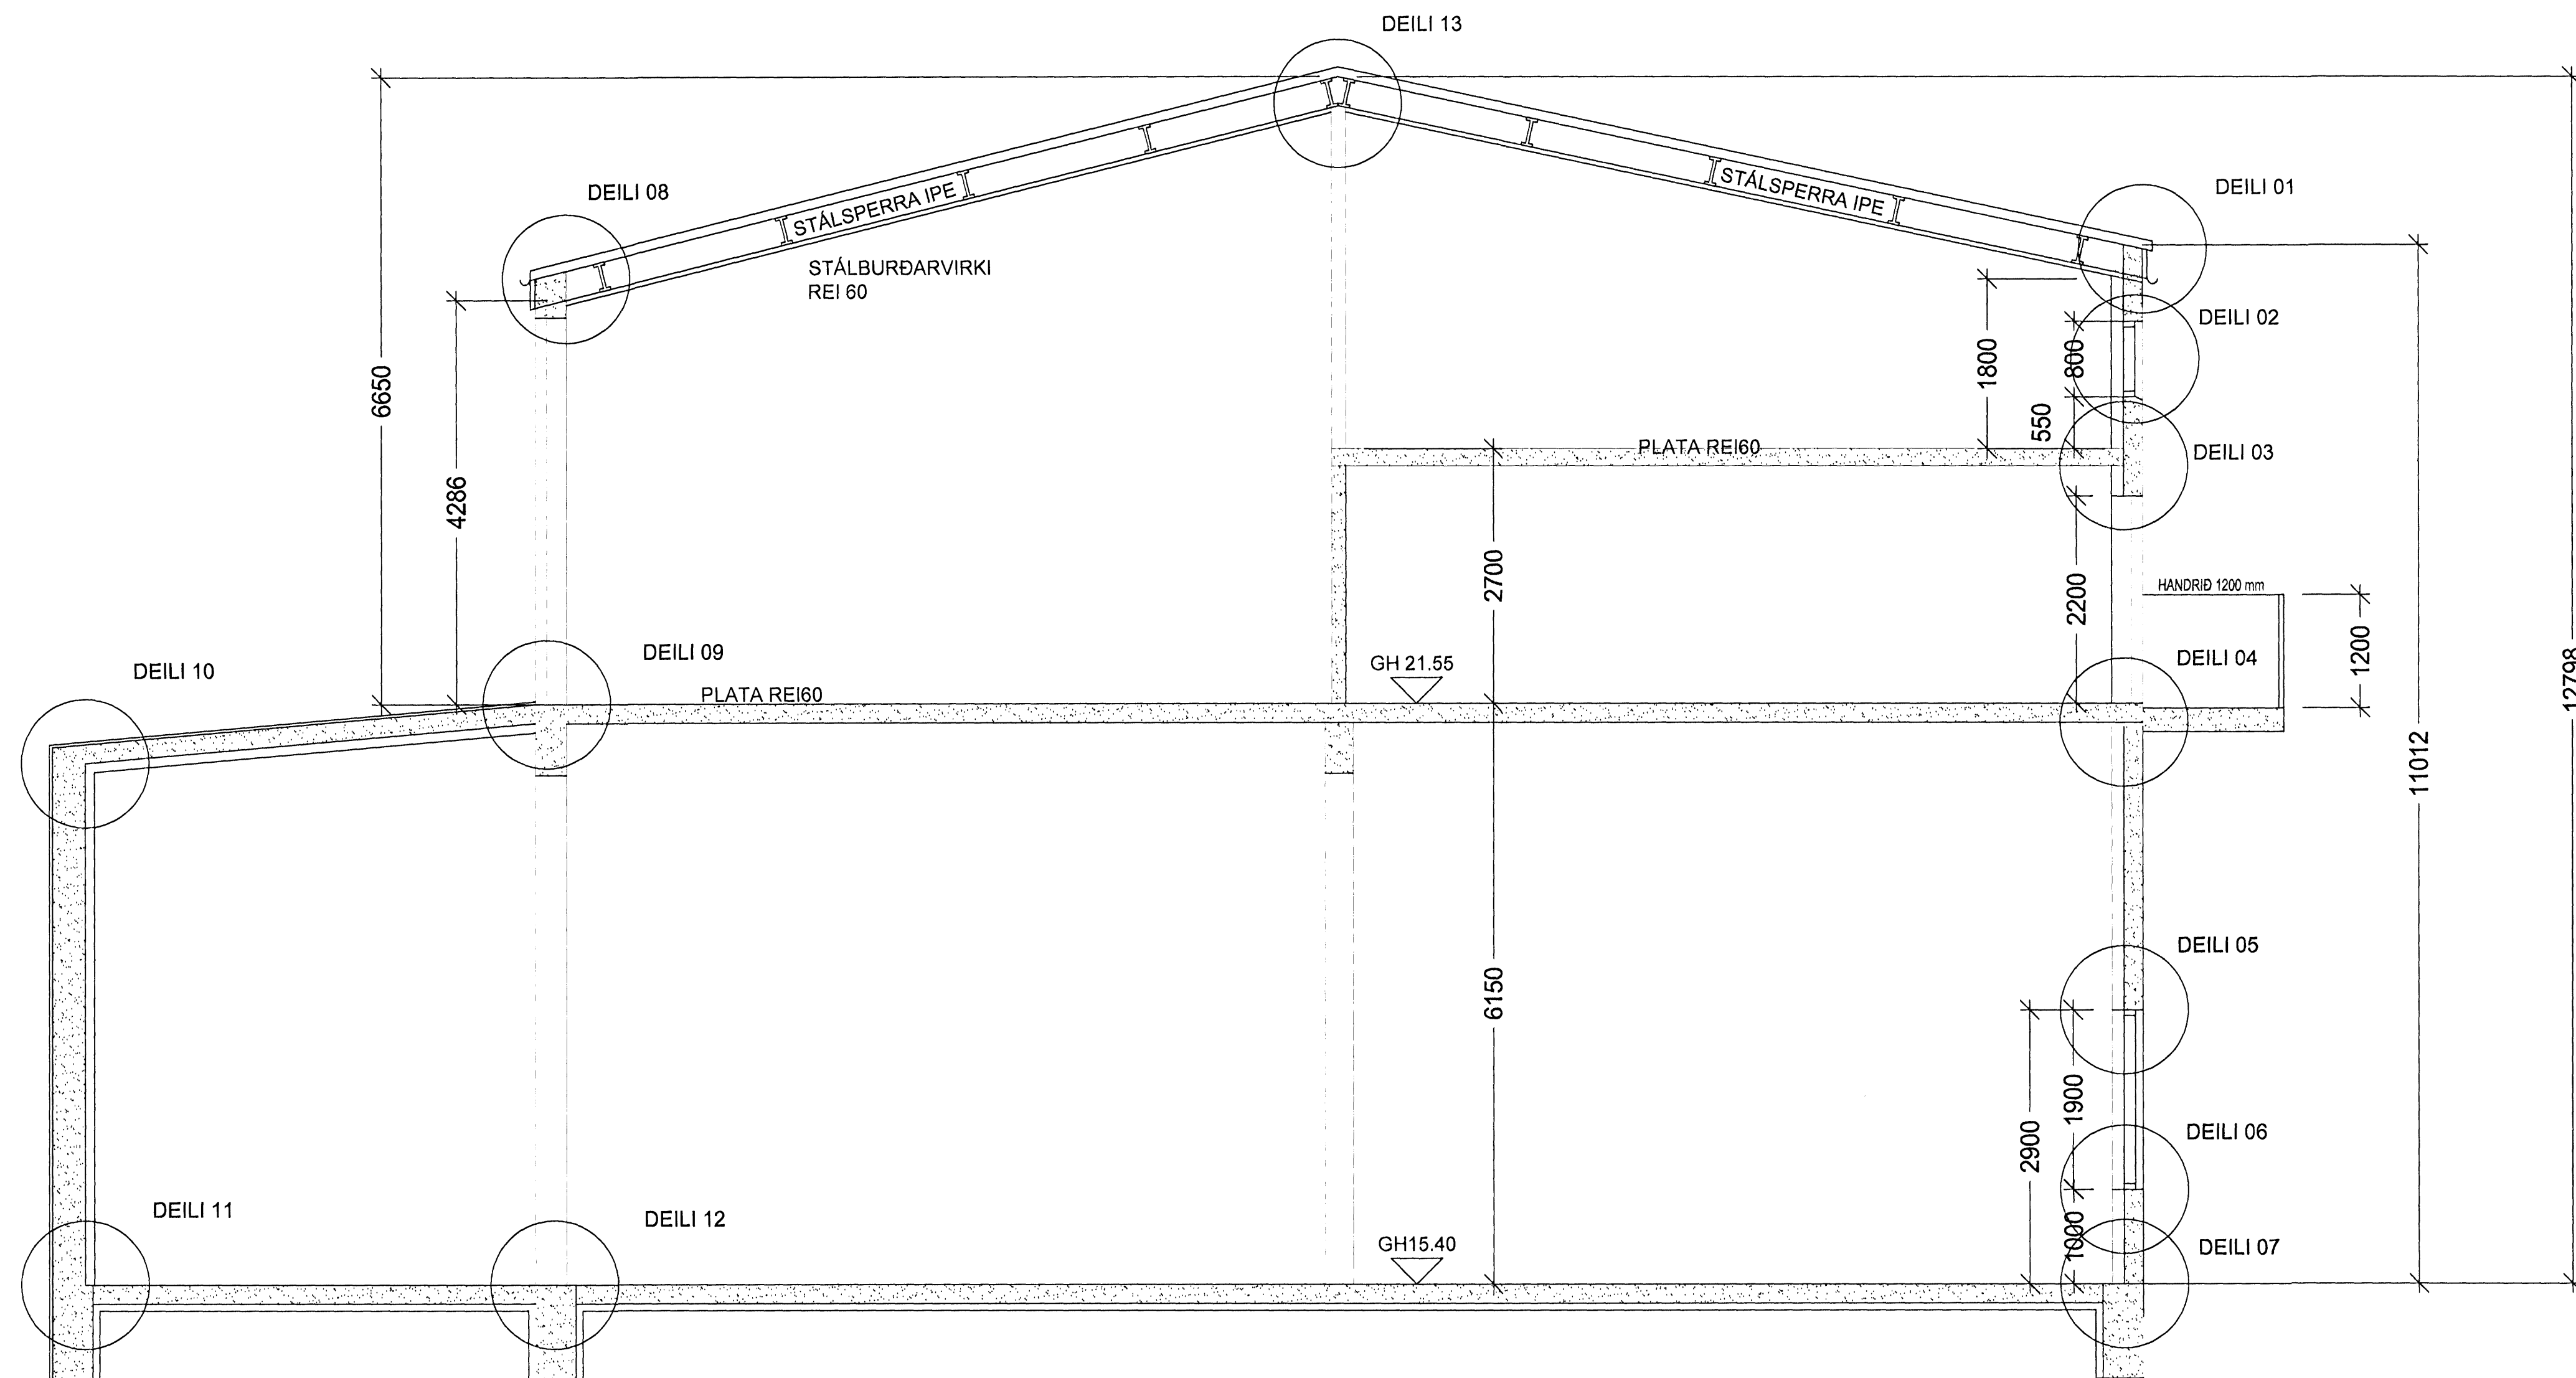 DEILI 13
DEILI 08
DEILI 01
STÁLSPERRA IPE
STÁLSPERRA IPE
STÁLBURÐARVIRKI
REI 60
DEILI 02
6650
1800
800
550
PLATA REI60
DEILI 03
4286
2700
2200
HANDRIÐ 1200 mm
1200
12798
DEILI 10
DEILI 09
GH 21.55
DEILI 04
PLATA REI60
11012
6150
DEILI 05
1900
2900
DEILI 06
DEILI 11
DEILI 12
1000
GH15.40
DEILI 07